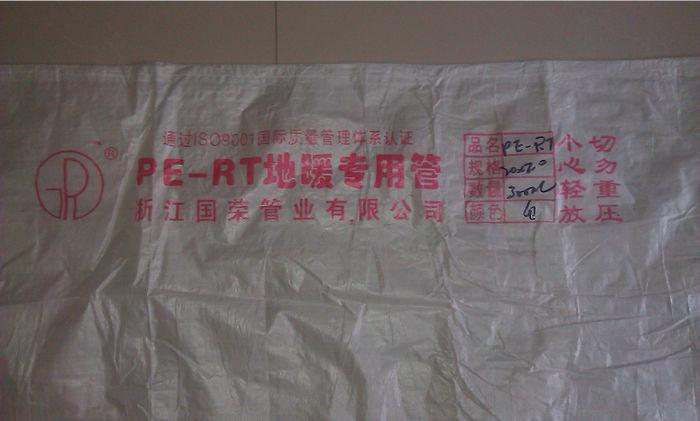 通过ISO9001国际质量管理体系认证
®
PE-RT地暖专用管
浙江国荣管业有限公司
品名 PE-RT
规格
数量
颜色
小心轻放
切勿重压